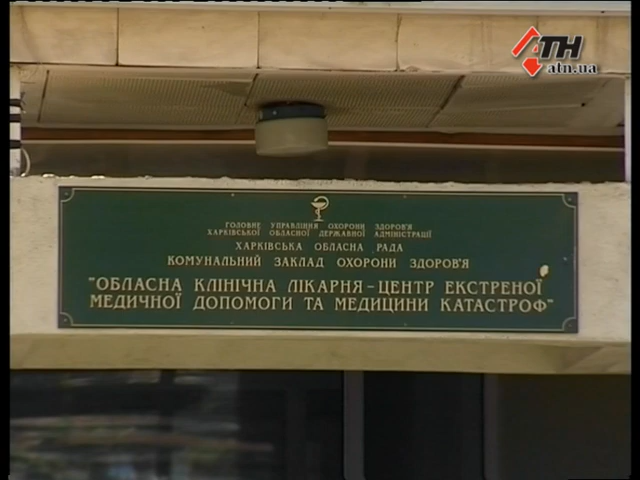 АТН
atn.ua
ГОЛОВНЕ УПРАВЛІННЯ ОХОРОНИ ЗДОРОВ'Я
ХАРКІВСЬКОЇ ОБЛАСНОЇ ДЕРЖАВНОЇ АДМІНІСТРАЦІЇ
ХАРКІВСЬКА ОБЛАСНА РАДА
КОМУНАЛЬНИЙ ЗАКЛАД ОХОРОНИ ЗДОРОВ'Я
"ОБЛАСНА КЛІНІЧНА ЛІКАРНЯ - ЦЕНТР ЕКСТРЕНОЇ
МЕДИЧНОЇ ДОПОМОГИ ТА МЕДИЦИНИ КАТАСТРОФ"